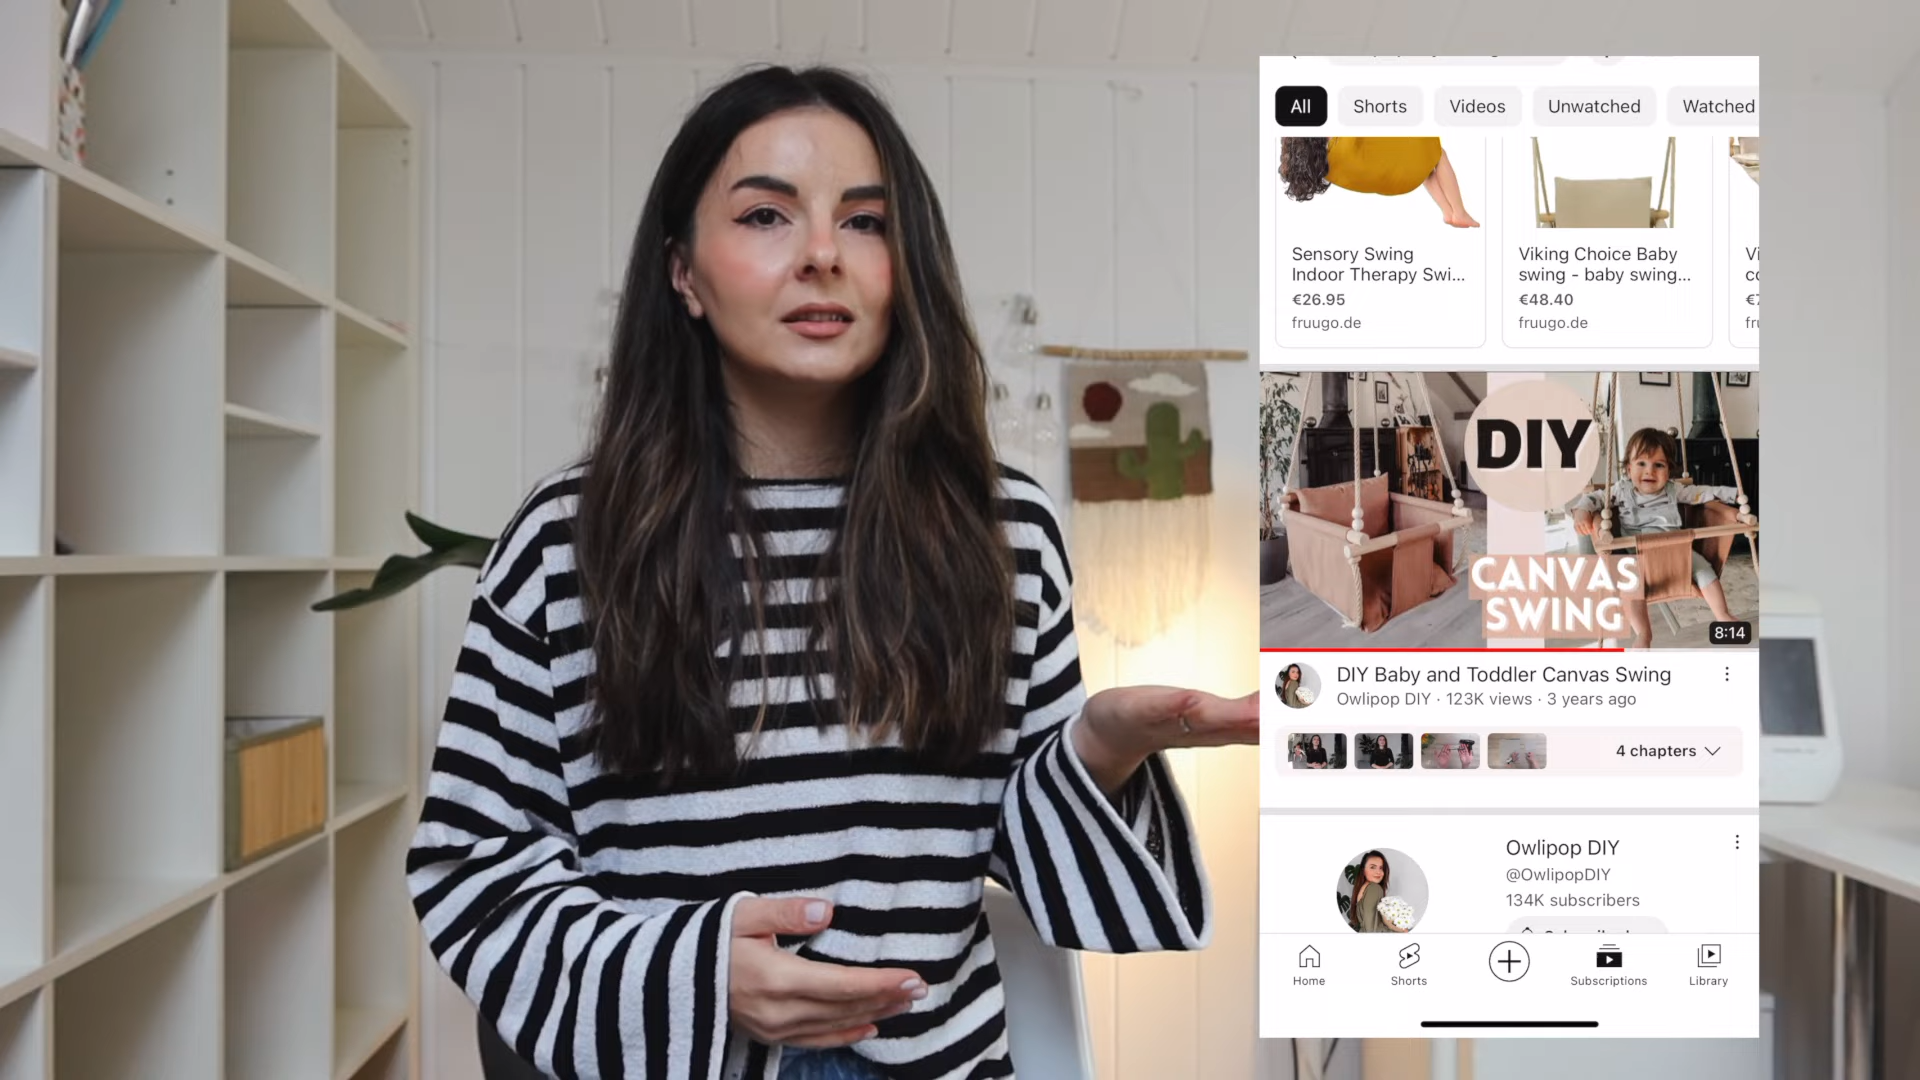 All
Shorts
Videos
Unwatched
Watched
Sensory Swing
Indoor Therapy Swi...
€26.95
fruugo.de
Viking Choice Baby
swing - baby swing...
€48.40
fruugo.de
DIY
CANVAS
SWING
8:14
DIY Baby and Toddler Canvas Swing
Owlipop DIY · 123K views · 3 years ago
4 chapters
Owlipop DIY
@OwlipopDIY
134K subscribers
Home
Shorts
Subscriptions
Library